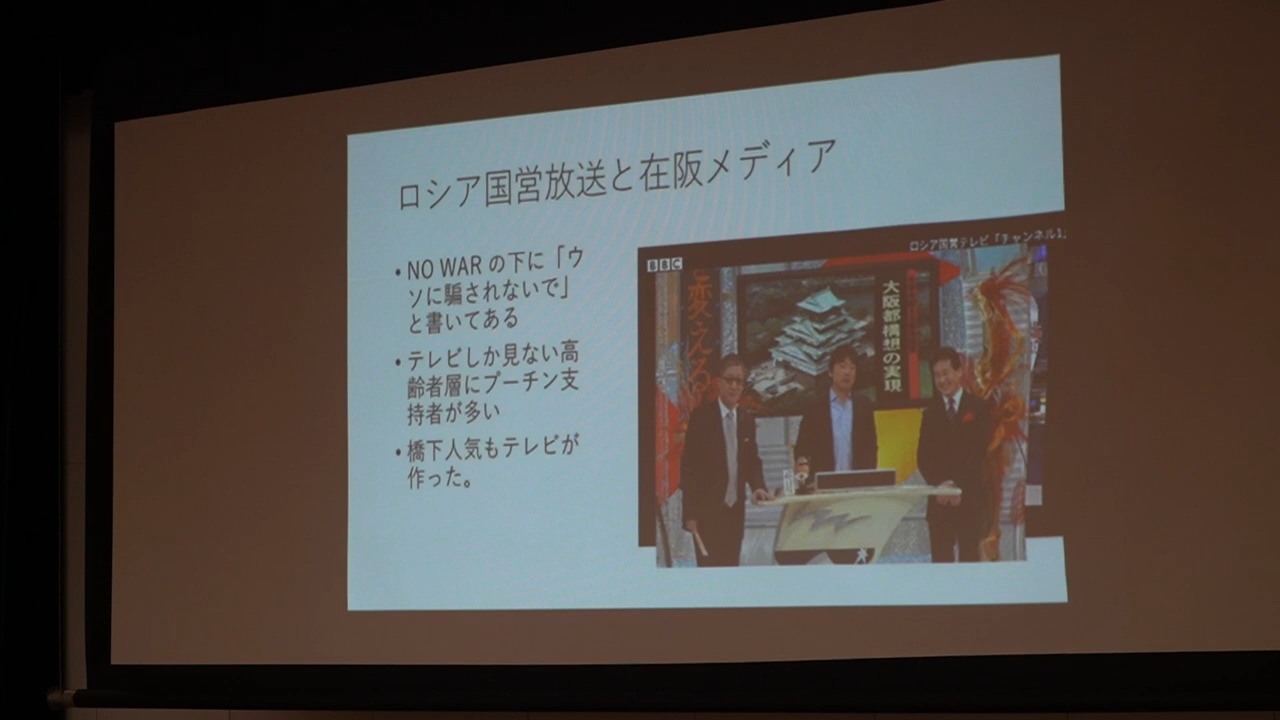 ロシア国営放送と在阪メディア
• NO WAR の下に「ウ
ソに騙されないで」
と書いてある
• テレビしか見ない高
齢者層にプーチン支
持者が多い
• 橋下人気もテレビが
作った。
ロシア国営テレビ「チャンネル1」
BBC
変える
大阪都構想の実現